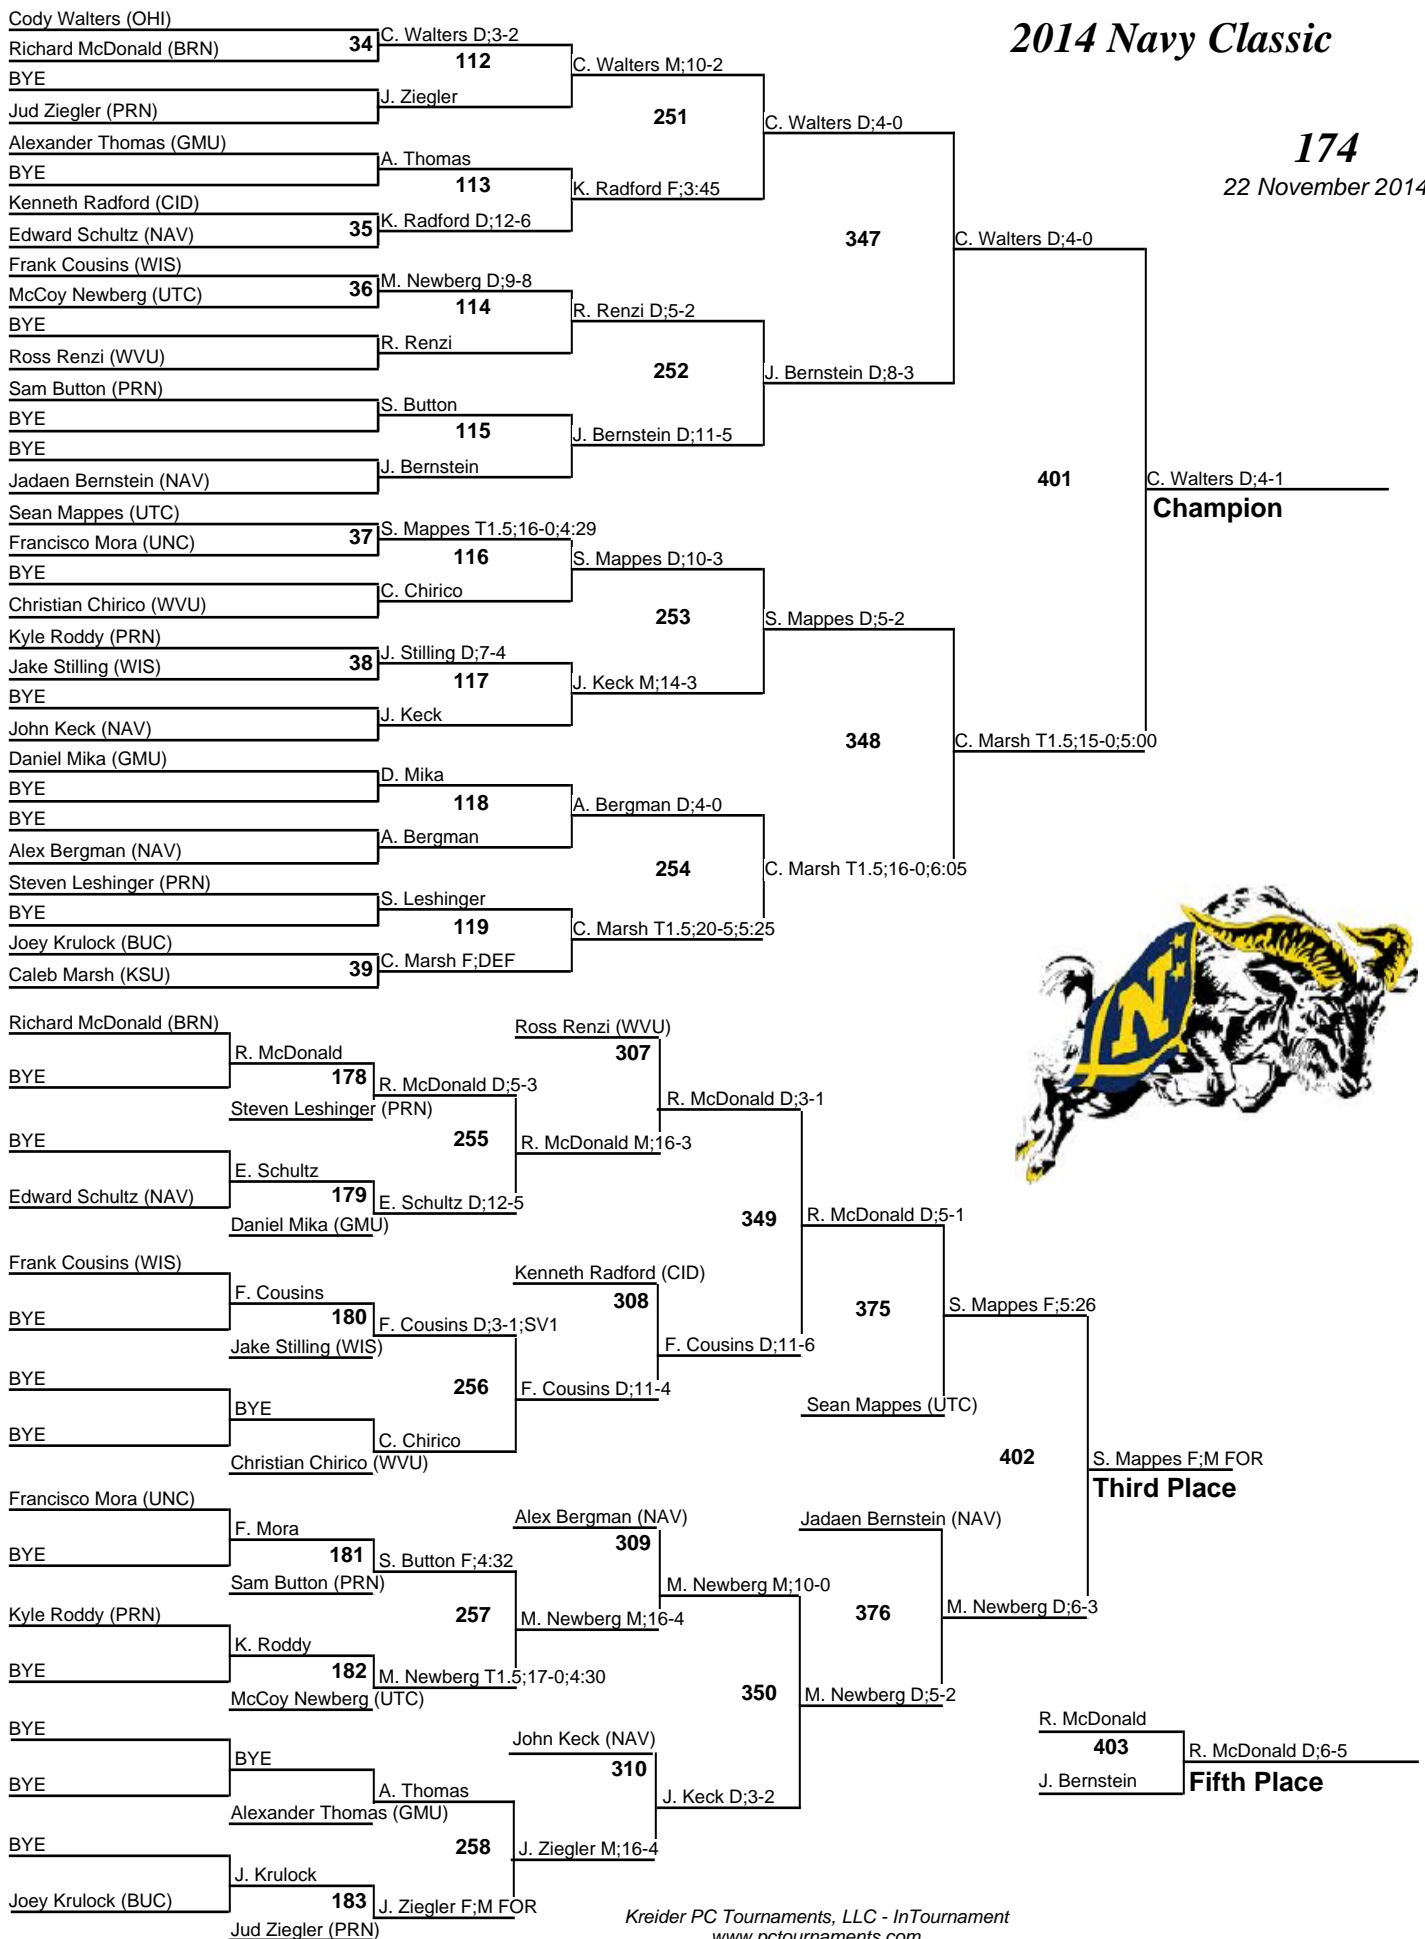 2014 Navy Classic
174
22 November 2014
Cody Walters (OHI)
Richard McDonald (BRN)
34
C. Walters D;3-2
BYE
Jud Ziegler (PRN)
J. Ziegler
112
C. Walters M;10-2
Alexander Thomas (GMU)
BYE
A. Thomas
Kenneth Radford (CID)
Edward Schultz (NAV)
35
K. Radford D;12-6
113
K. Radford F;3:45
251
C. Walters D;4-0
Frank Cousins (WIS)
McCoy Newberg (UTC)
36
M. Newberg D;9-8
BYE
Ross Renzi (WVU)
R. Renzi
114
R. Renzi D;5-2
Sam Button (PRN)
BYE
S. Button
BYE
Jadaen Bernstein (NAV)
J. Bernstein
115
J. Bernstein D;11-5
252
J. Bernstein D;8-3
347
C. Walters D;4-0
Sean Mappes (UTC)
Francisco Mora (UNC)
37
S. Mappes T1.5;16-0;4:29
BYE
Christian Chirico (WVU)
C. Chirico
116
S. Mappes D;10-3
Kyle Roddy (PRN)
Jake Stilling (WIS)
38
J. Stilling D;7-4
BYE
John Keck (NAV)
J. Keck
117
J. Keck M;14-3
253
S. Mappes D;5-2
Daniel Mika (GMU)
BYE
D. Mika
BYE
Alex Bergman (NAV)
A. Bergman
118
A. Bergman D;4-0
Steven Leshinger (PRN)
BYE
S. Leshinger
Joey Krulock (BUC)
Caleb Marsh (KSU)
39
C. Marsh F;DEF
119
C. Marsh T1.5;20-5;5:25
254
C. Marsh T1.5;16-0;6:05
348
C. Marsh T1.5;15-0;5:00
401
C. Walters D;4-1
Champion
N
Richard McDonald (BRN)
BYE
R. McDonald
178
Steven Leshinger (PRN)
R. McDonald D;5-3
BYE
Edward Schultz (NAV)
E. Schultz
179
Daniel Mika (GMU)
E. Schultz D;12-5
255
R. McDonald M;16-3
Ross Renzi (WVU)
307
R. McDonald D;3-1
Frank Cousins (WIS)
BYE
F. Cousins
180
Jake Stilling (WIS)
F. Cousins D;3-1;SV1
BYE
BYE
BYE
Christian Chirico (WVU)
C. Chirico
256
F. Cousins D;11-4
Kenneth Radford (CID)
308
F. Cousins D;11-6
349
R. McDonald D;5-1
375
Sean Mappes (UTC)
S. Mappes F;5:26
Francisco Mora (UNC)
BYE
F. Mora
181
Sam Button (PRN)
S. Button F;4:32
Kyle Roddy (PRN)
BYE
K. Roddy
182
McCoy Newberg (UTC)
M. Newberg T1.5;17-0;4:30
257
M. Newberg M;16-4
Alex Bergman (NAV)
309
M. Newberg M;10-0
BYE
BYE
BYE
Alexander Thomas (GMU)
A. Thomas
BYE
Joey Krulock (BUC)
J. Krulock
183
Jud Ziegler (PRN)
J. Ziegler F;M FOR
258
J. Ziegler M;16-4
John Keck (NAV)
310
J. Keck D;3-2
350
M. Newberg D;5-2
Jadaen Bernstein (NAV)
376
M. Newberg D;6-3
402
S. Mappes F;M FOR
Third Place
R. McDonald
403
J. Bernstein
R. McDonald D;6-5
Fifth Place
Kreider PC Tournaments, LLC - InTournament
www.pctournaments.com